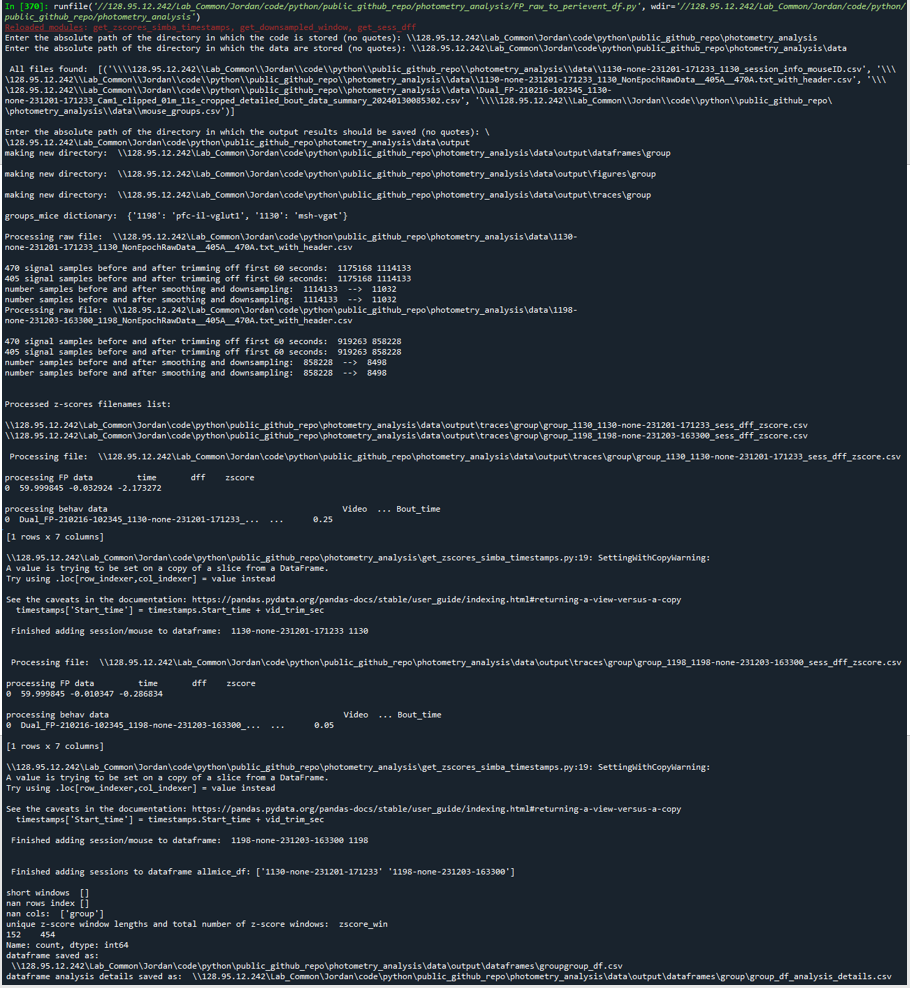 In [370]: runfile('//128.95.12.242/Lab_Common/Jordan/code/python/public_github_repo/photometry_analysis/FP_raw_to_perievent_df.py', wdir='//128.95.12.242/Lab_Common/Jordan/code/python/
public_github_repo/photometry_analysis')
Reloaded modules: get_zscores_simba_timestamps, get_downsampled_window, get_sess_dff
Enter the absolute path of the directory in which the code is stored (no quotes): \\128.95.12.242\Lab_Common\Jordan\code\python\public_github_repo\photometry_analysis
Enter the absolute path of the directory in which the data are stored (no quotes): \\128.95.12.242\Lab_Common\Jordan\code\python\public_github_repo\photometry_analysis\data
All files found:  [('\\\\128.95.12.242\\Lab_Common\\Jordan\\code\\python\\public_github_repo\\photometry_analysis\\data\\1130-none-231201-171233_1130_session_info_mouseID.csv', '\\\
\128.95.12.242\\Lab_Common\\Jordan\\code\\python\\public_github_repo\\photometry_analysis\\data\\1130-none-231201-171233_1130_NonEpochRawData__405A__470A.txt_with_header.csv', '\\\
\128.95.12.242\\Lab_Common\\Jordan\\code\\python\\public_github_repo\\photometry_analysis\\data\\Dual_FP-210216-102345_1130-
none-231201-171233_Cam1_clipped_01m_11s_cropped_detailed_bout_data_summary_20240130085302.csv', '\\\\128.95.12.242\\Lab_Common\\Jordan\\code\\python\\public_github_repo\
\photometry_analysis\\data\\mouse_groups.csv')]
Enter the absolute path of the directory in which the output results should be saved (no quotes): \
\128.95.12.242\Lab_Common\Jordan\code\python\public_github_repo\photometry_analysis\data\output
making new directory:  \\128.95.12.242\Lab_Common\Jordan\code\python\public_github_repo\photometry_analysis\data\output\dataframes\group
making new directory:  \\128.95.12.242\Lab_Common\Jordan\code\python\public_github_repo\photometry_analysis\data\output\figures\group
making new directory:  \\128.95.12.242\Lab_Common\Jordan\code\python\public_github_repo\photometry_analysis\data\output\traces\group
groups_mice dictionary:  {'1198': 'pfc-il-vglut1', '1130': 'msh-vgat'}
Processing raw file:  \\128.95.12.242\Lab_Common\Jordan\code\python\public_github_repo\photometry_analysis\data\1130-
none-231201-171233_1130_NonEpochRawData__405A__470A.txt_with_header.csv
470 signal samples before and after trimming off first 60 seconds:  1175168 1114133
405 signal samples before and after trimming off first 60 seconds:  1175168 1114133
number samples before and after smoothing and downsampling:  1114133  -->  11032
number samples before and after smoothing and downsampling:  1114133  -->  11032
Processing raw file:  \\128.95.12.242\Lab_Common\Jordan\code\python\public_github_repo\photometry_analysis\data\1198-
none-231203-163300_1198_NonEpochRawData__405A__470A.txt_with_header.csv
470 signal samples before and after trimming off first 60 seconds:  919263 858228
405 signal samples before and after trimming off first 60 seconds:  919263 858228
number samples before and after smoothing and downsampling:  858228  -->  8498
number samples before and after smoothing and downsampling:  858228  -->  8498
Processed z-scores filenames list:
\\128.95.12.242\Lab_Common\Jordan\code\python\public_github_repo\photometry_analysis\data\output\traces\group\group_1130_1130-none-231201-171233_sess_dff_zscore.csv
\\128.95.12.242\Lab_Common\Jordan\code\python\public_github_repo\photometry_analysis\data\output\traces\group\group_1198_1198-none-231203-163300_sess_dff_zscore.csv
Processing file:  \\128.95.12.242\Lab_Common\Jordan\code\python\public_github_repo\photometry_analysis\data\output\traces\group\group_1130_1130-none-231201-171233_sess_dff_zscore.csv
processing FP data         time       dff    zscore
0  59.999845 -0.032924 -2.173272
processing behav data                                               Video  ... Bout_time
0  Dual_FP-210216-102345_1130-none-231201-171233_...  ...      0.25
[1 rows x 7 columns]
\\128.95.12.242\Lab_Common\Jordan\code\python\public_github_repo\photometry_analysis\get_zscores_simba_timestamps.py:19: SettingWithCopyWarning:
A value is trying to be set on a copy of a slice from a DataFrame.
Try using .loc[row_indexer,col_indexer] = value instead
See the caveats in the documentation: https://pandas.pydata.org/pandas-docs/stable/user_guide/indexing.html#returning-a-view-versus-a-copy
timestamps['Start_time'] = timestamps.Start_time + vid_trim_sec
Finished adding session/mouse to dataframe:  1130-none-231201-171233 1130
Processing file:  \\128.95.12.242\Lab_Common\Jordan\code\python\public_github_repo\photometry_analysis\data\output\traces\group\group_1198_1198-none-231203-163300_sess_dff_zscore.csv
processing FP data         time       dff    zscore
0  59.999845 -0.010347 -0.286834
processing behav data                                               Video  ... Bout_time
0  Dual_FP-210216-102345_1198-none-231203-163300_...  ...      0.05
[1 rows x 7 columns]
\\128.95.12.242\Lab_Common\Jordan\code\python\public_github_repo\photometry_analysis\get_zscores_simba_timestamps.py:19: SettingWithCopyWarning:
A value is trying to be set on a copy of a slice from a DataFrame.
Try using .loc[row_indexer,col_indexer] = value instead
See the caveats in the documentation: https://pandas.pydata.org/pandas-docs/stable/user_guide/indexing.html#returning-a-view-versus-a-copy
timestamps['Start_time'] = timestamps.Start_time + vid_trim_sec
Finished adding session/mouse to dataframe:  1198-none-231203-163300 1198
Finished adding sessions to dataframe allmice_df: ['1130-none-231201-171233' '1198-none-231203-163300']
short windows  []
nan rows index []
nan cols:  ['group']
unique z-score window lengths and total number of z-score windows:  zscore_win
152    454
Name: count, dtype: int64
dataframe saved as:
\\128.95.12.242\Lab_Common\Jordan\code\python\public_github_repo\photometry_analysis\data\output\dataframes\groupgroup_df.csv
dataframe analysis details saved as:  \\128.95.12.242\Lab_Common\Jordan\code\python\public_github_repo\photometry_analysis\data\output\dataframes\group\group_df_analysis_details.csv